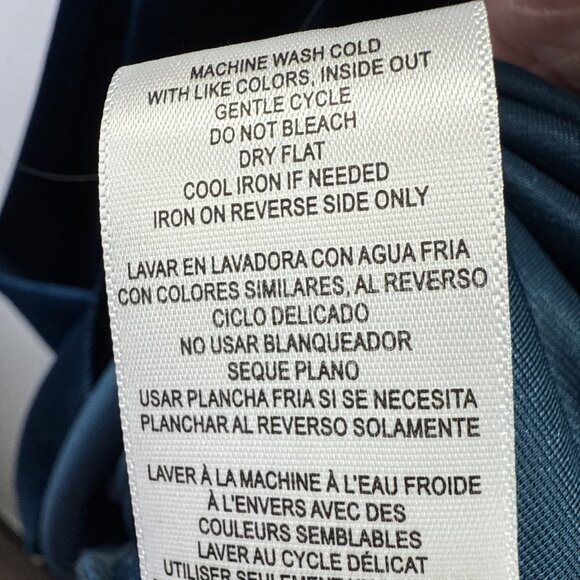 MACHINE WASH COLD
WITH LIKE COLORS, INSIDE OUT
GENTLE CYCLE
DO NOT BLEACH
DRY FLAT
COOL IRON IF NEEDED
IRON ON REVERSE SIDE ONLY
LAVAR EN LAVADORA CON AGUA FRIA
CON COLORES SIMILARES, AL REVERSO
CICLO DELICADO
NO USAR BLANQUEADOR
SEQUE PLANO
USAR PLANCHA FRIA SI SE NECESITA
PLANCHAR AL REVERSO SOLAMENTE
LAVER À LA MACHINE À L'EAU FROIDE
À L'ENVERS AVEC DES
COULEURS SEMBLABLES
LAVER AU CYCLE DÉLICAT
UTILISER SEULEMENT